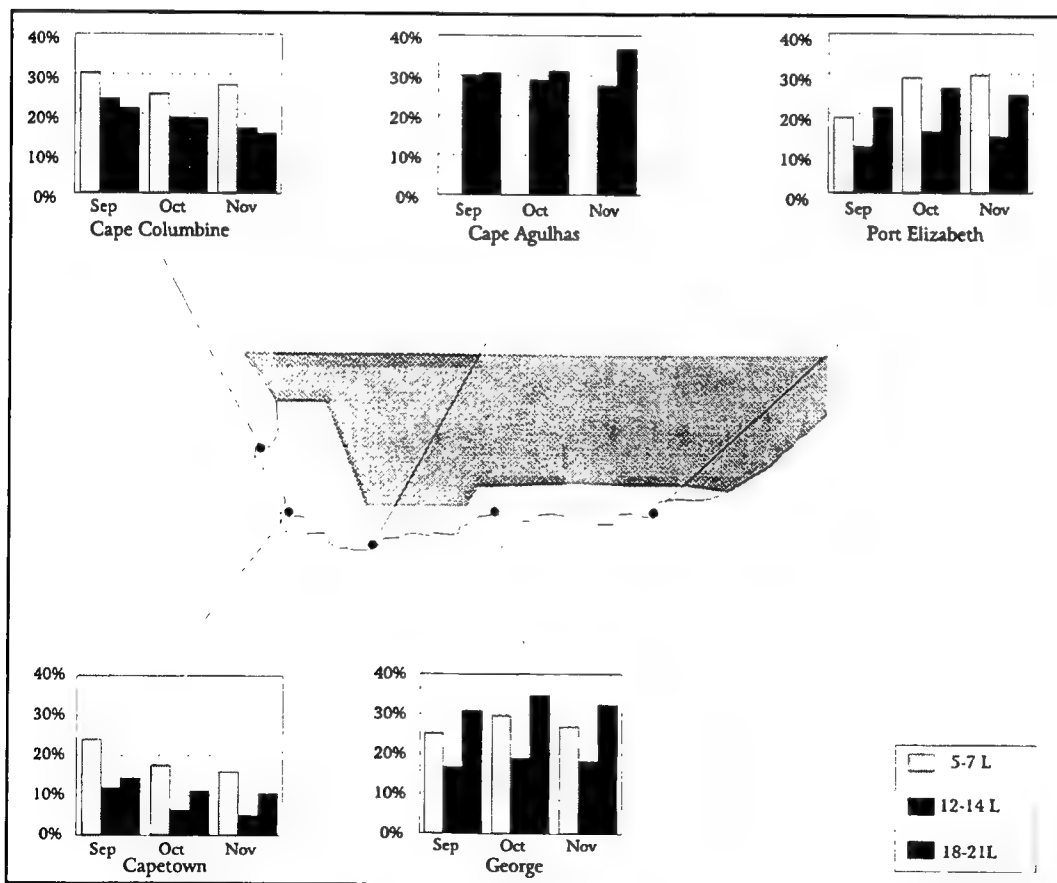 40%
30%
20%
10%
0%
Sep Oct Nov
Cape Columbine
40%
30%
20%
10%
0%
Sep Oct Nov
Cape Agulhas
40%
30%
20%
10%
0%
Sep Oct Nov
Port Elizabeth
40%
30%
20%
10%
0%
Sep Oct Nov
Capetown
40%
30%
20%
10%
0%
Sep Oct Nov
George
5-7 L
12-14 L
18-21L